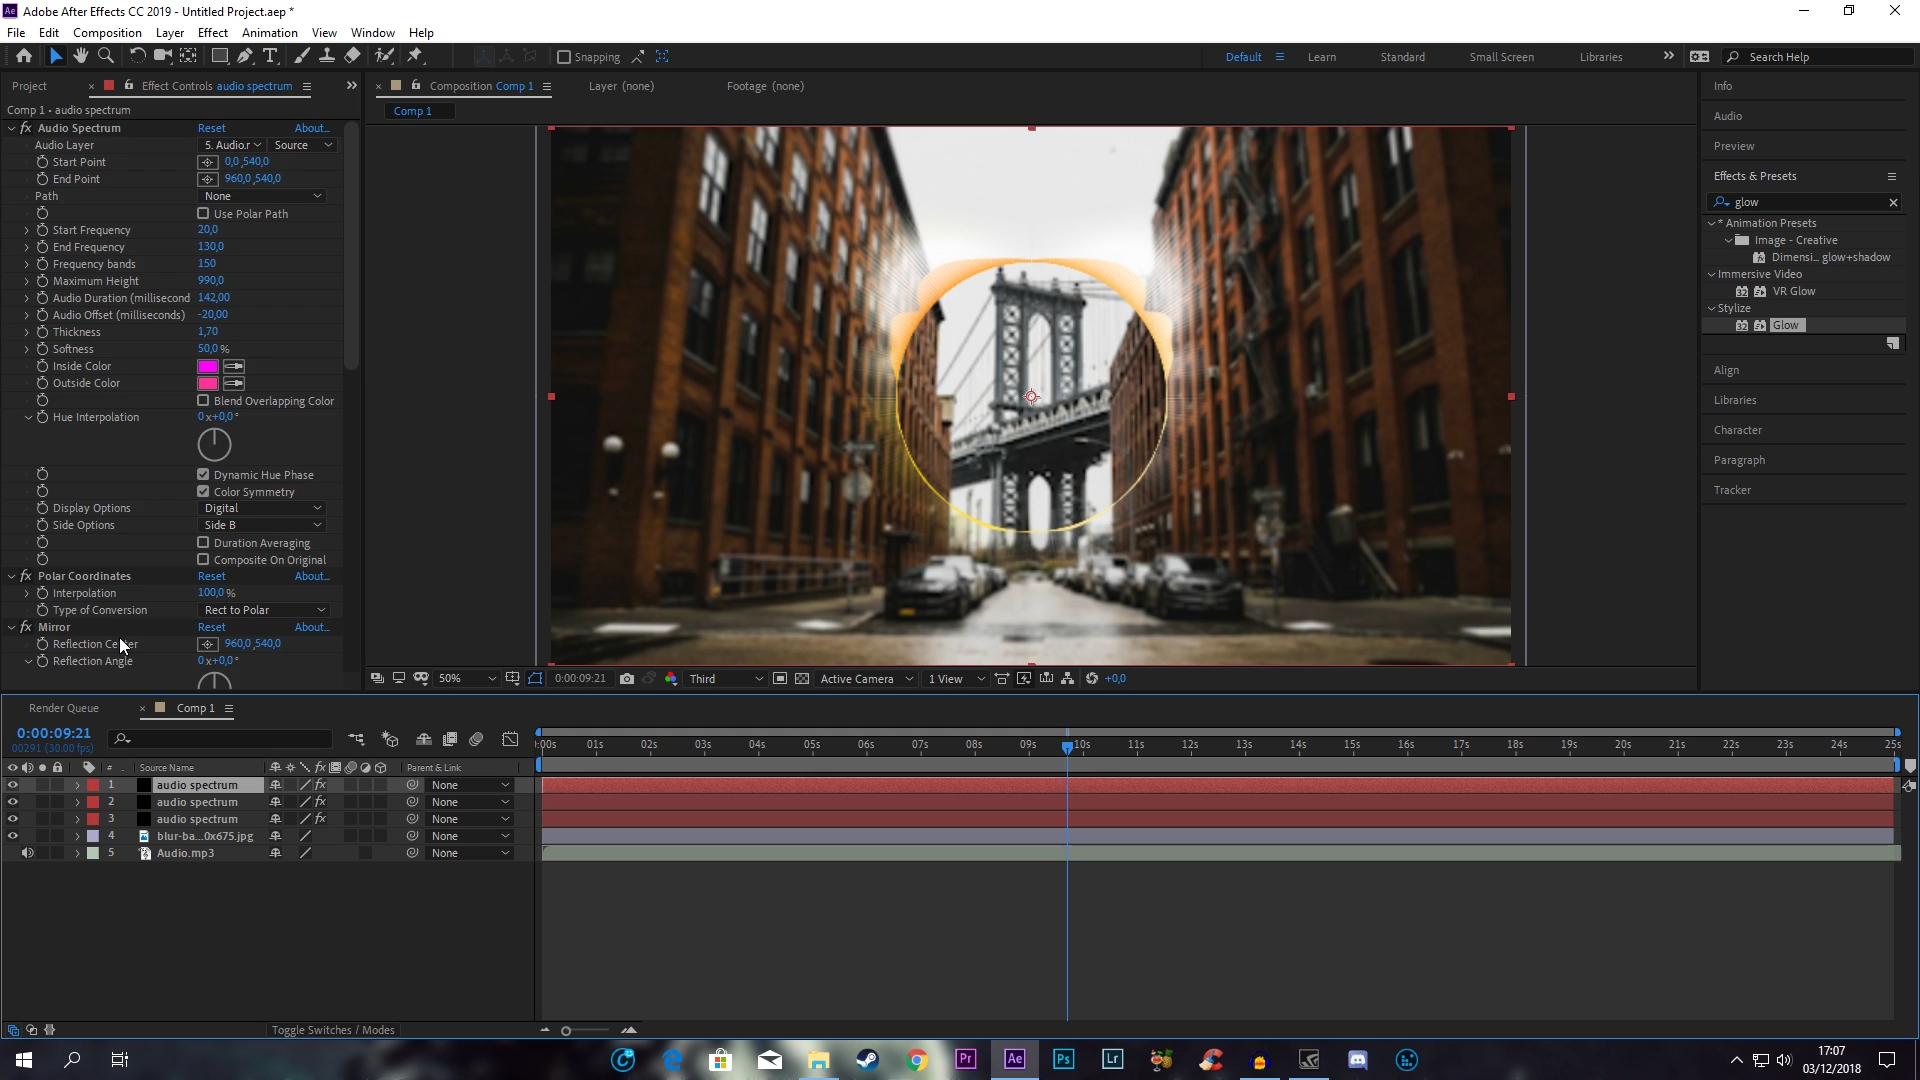 Adobe After Effects CC 2019 - Untitled Project.aep *
File Edit Composition Layer Effect Animation View Window Help
Snapping
Default
Learn
Standard
Small Screen
Libraries
Search Help
Project
Effect Controls audio spectrum
Comp 1 • audio spectrum
Audio Spectrum Reset About...
Audio Layer 5. Audio.r Source
Start Point 0,0 ,540,0
End Point 960,0 ,540,0
Path None
Use Polar Path
Start Frequency 20,0
End Frequency 130,0
Frequency bands 150
Maximum Height 990,0
Audio Duration (millisecond 142,00
Audio Offset (milliseconds) -20,00
Thickness 1,70
Softness 50,0 %
Inside Color
Outside Color
Blend Overlapping Color
Hue Interpolation 0 x+0,0 °
Dynamic Hue Phase
Color Symmetry
Display Options Digital
Side Options Side B
Duration Averaging
Composite On Original
Polar Coordinates Reset About...
Interpolation 100,0 %
Type of Conversion Rect to Polar
Mirror Reset About...
Reflection Center 960,0 ,540,0
Reflection Angle 0 x+0,0 °
Composition Comp 1
Layer (none)
Footage (none)
Comp 1
50%
0:00:09:21
Third
Active Camera
1 View
+0,0
Info
Audio
Preview
Effects & Presets
glow
* Animation Presets
Image - Creative
Dimensi... glow+shadow
Immersive Video
VR Glow
Stylize
Glow
Align
Libraries
Character
Paragraph
Tracker
Render Queue
Comp 1
0:00:09:21
00291 (30.00 fps)
# Source Name Parent & Link
:00s 01s 02s 03s 04s 05s 06s 07s 08s 09s 10s 11s 12s 13s 14s 15s 16s 17s 18s 19s 20s 21s 22s 23s 24s 25s
1 audio spectrum None
2 audio spectrum None
3 audio spectrum None
4 blur-ba...0x675.jpg None
5 Audio.mp3 None
Toggle Switches / Modes
Pr
Ae
Ps
Lr
17:07
03/12/2018